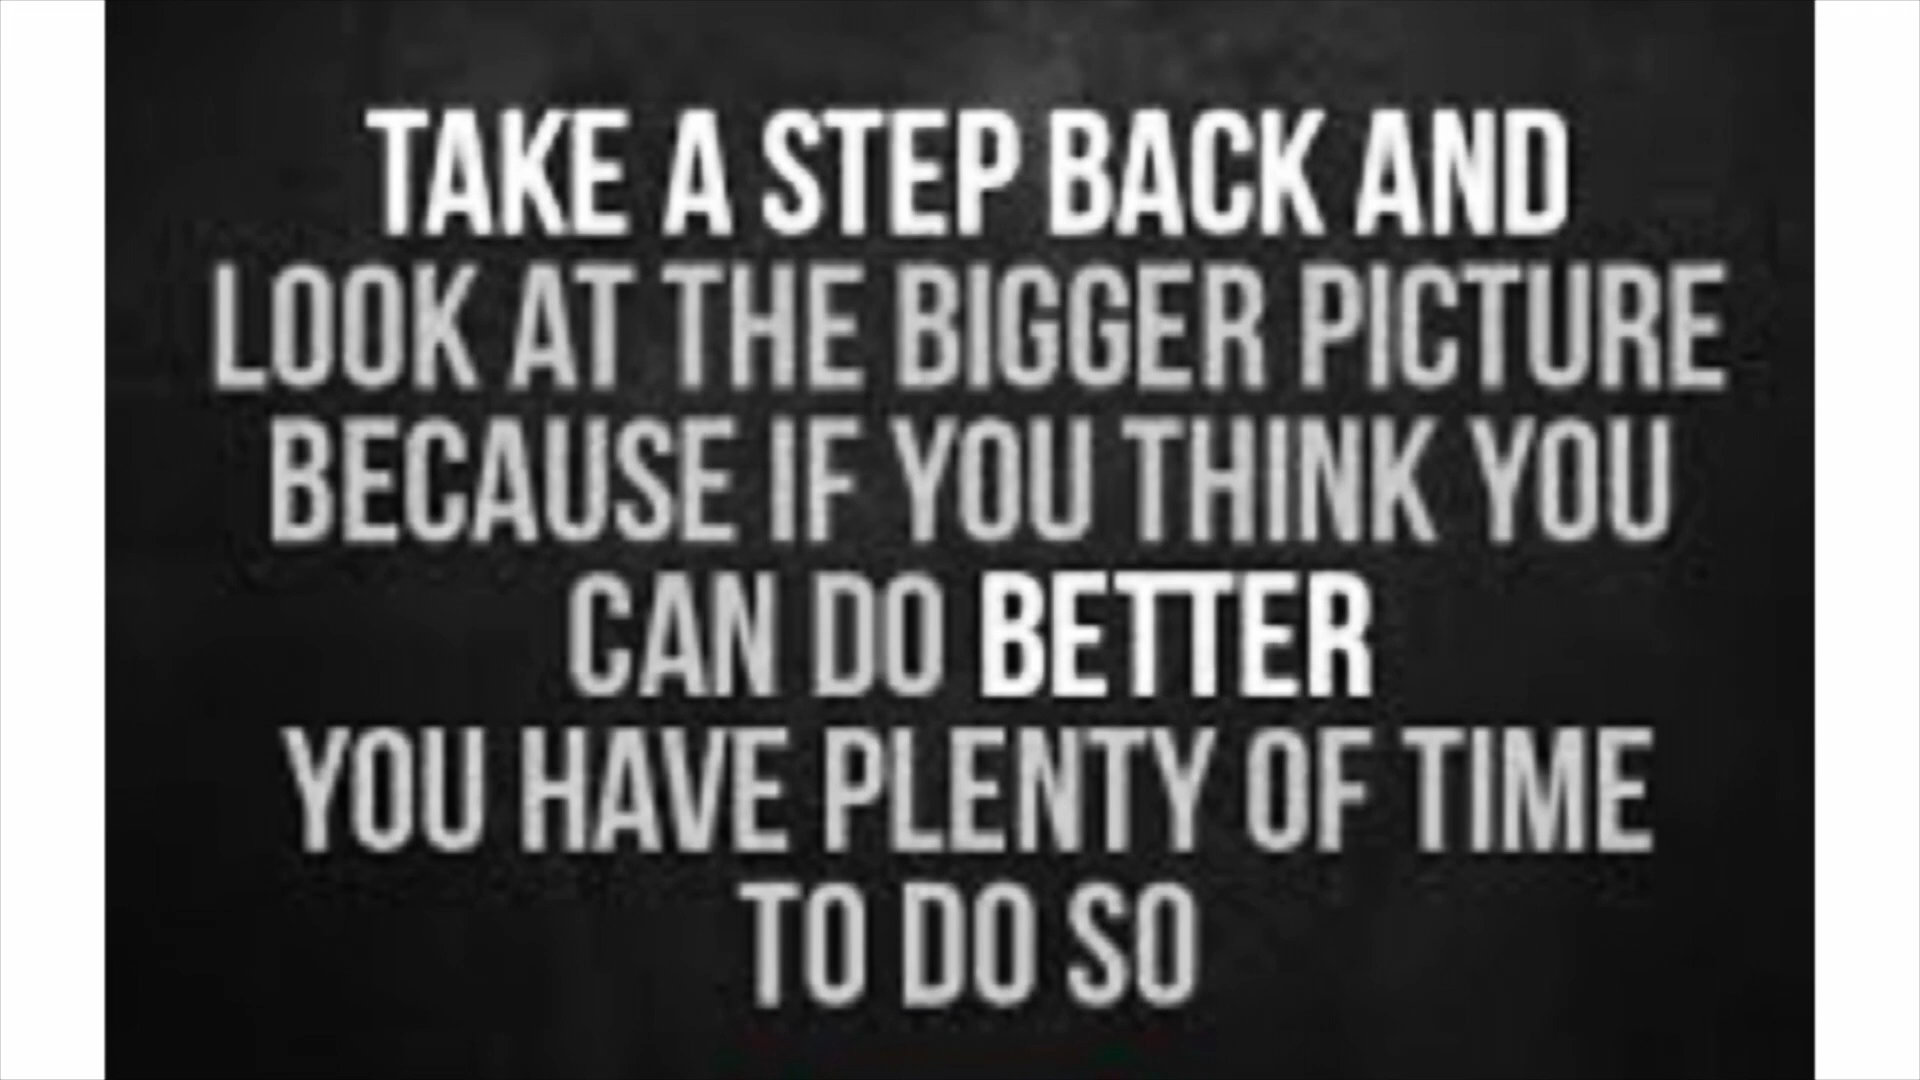 TAKE A STEP BACK AND
LOOK AT THE BIGGER PICTURE
BECAUSE IF YOU THINK YOU
CAN DO BETTER
YOU HAVE PLENTY OF TIME
TO DO SO